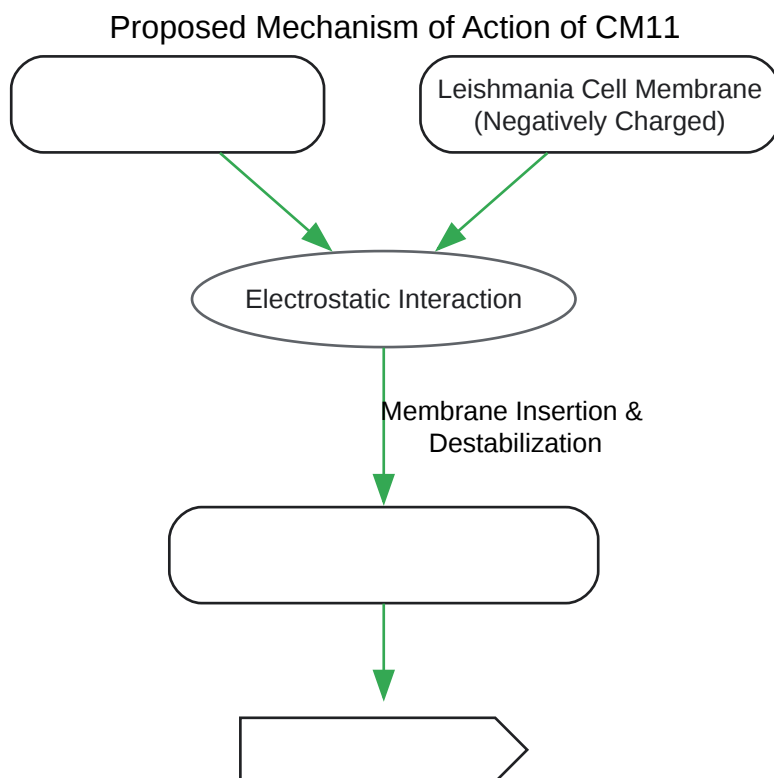 Proposed Mechanism of Action of CM11
Leishmania Cell Membrane
(Negatively Charged)
Electrostatic Interaction
Membrane Insertion &
Destabilization